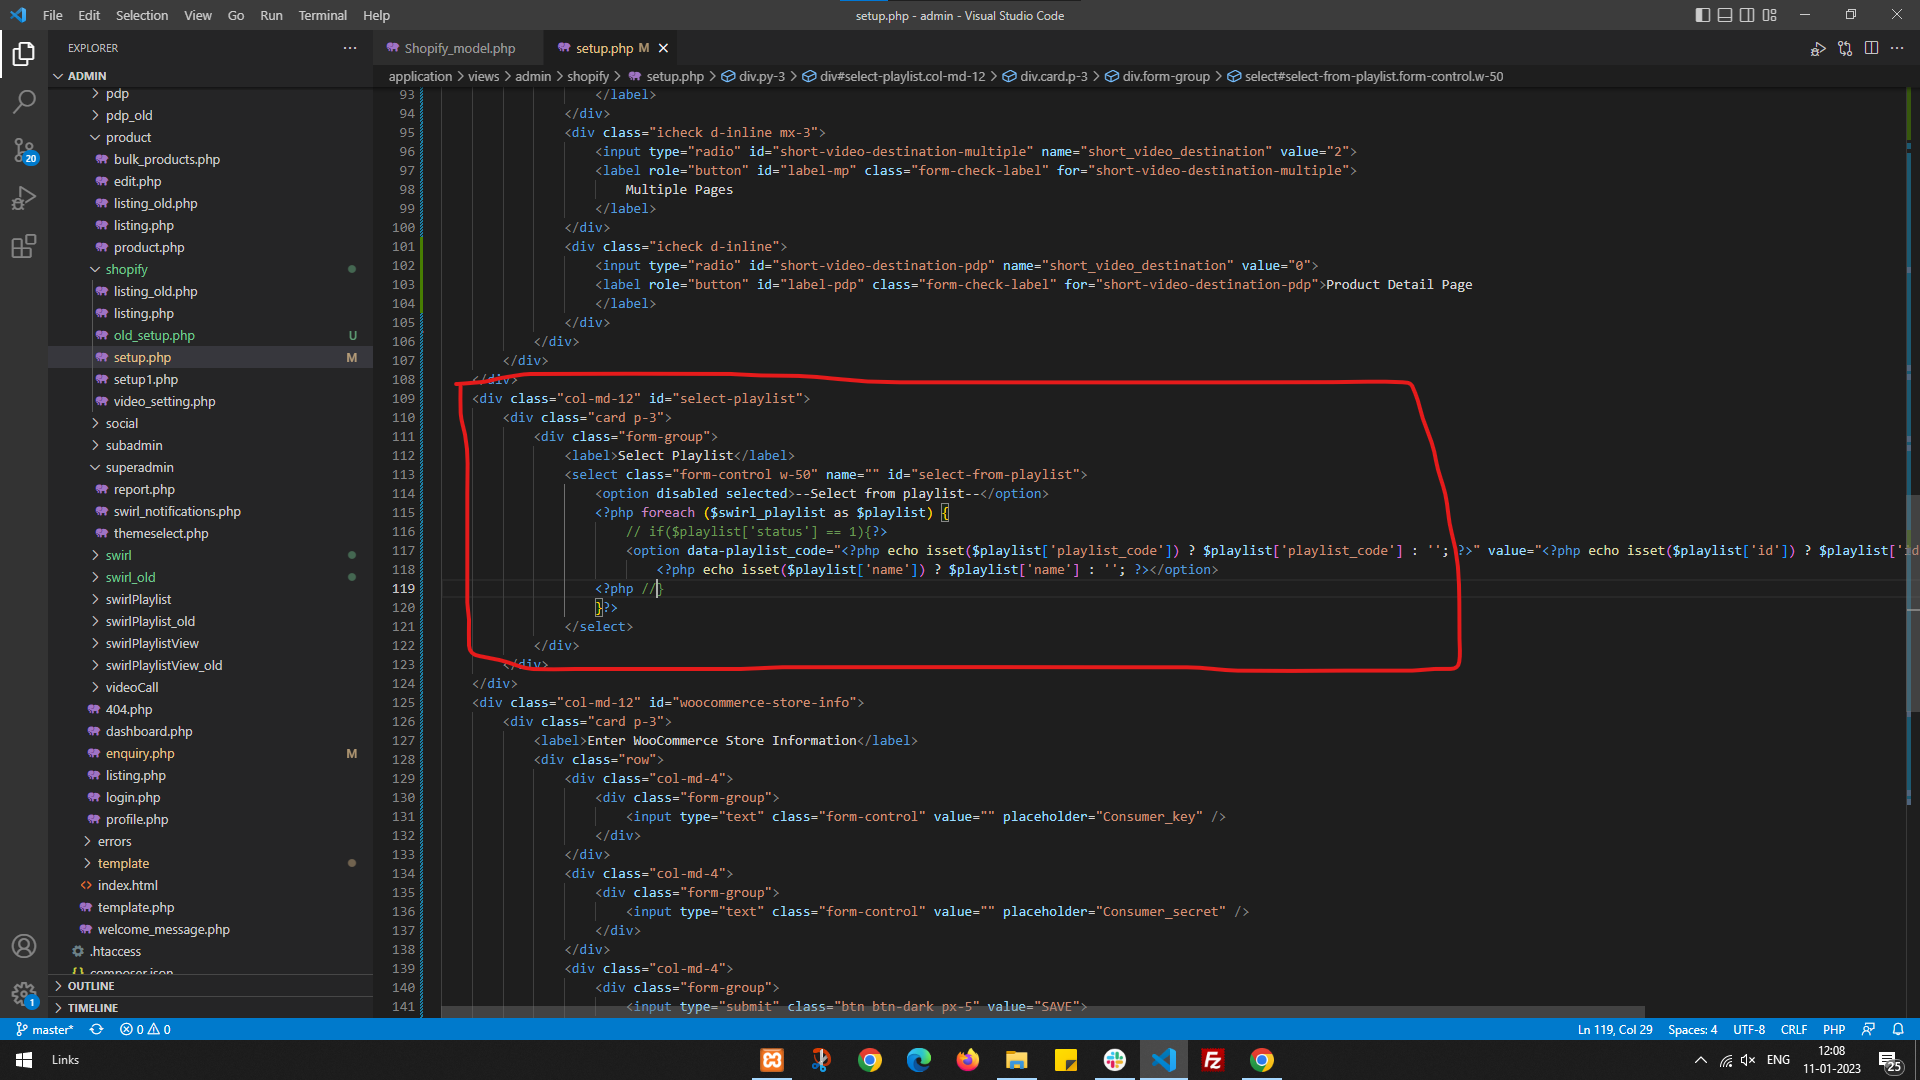 File Edit Selection View Go Run Terminal Help
setup.php - admin - Visual Studio Code
EXPLORER
Shopify_model.php
setup.php M
ADMIN
application > views > admin > shopify > setup.php > div.py-3 > div#select-playlist.col-md-12 > div.card.p-3 > div.form-group > select#select-from-playlist.form-control.w-50
pdp
pdp_old
product
bulk_products.php
edit.php
listing_old.php
listing.php
product.php
shopify
listing_old.php
listing.php
old_setup.php U
setup.php M
setup1.php
video_setting.php
social
subadmin
superadmin
report.php
swirl_notifications.php
themeselect.php
swirl
swirl_old
swirlPlaylist
swirlPlaylist_old
swirlPlaylistView
swirlPlaylistView_old
videoCall
404.php
dashboard.php
enquiry.php M
listing.php
login.php
profile.php
errors
template
index.html
template.php
welcome_message.php
.htaccess
composer.json
OUTLINE
TIMELINE
20
1
93 </label>
94 </div>
95 <div class="icheck d-inline mx-3">
96 <input type="radio" id="short-video-destination-multiple" name="short_video_destination" value="2">
97 <label role="button" id="label-mp" class="form-check-label" for="short-video-destination-multiple">
98 Multiple Pages
99 </label>
100 </div>
101 <div class="icheck d-inline">
102 <input type="radio" id="short-video-destination-pdp" name="short_video_destination" value="0">
103 <label role="button" id="label-pdp" class="form-check-label" for="short-video-destination-pdp">Product Detail Page
104 </label>
105 </div>
106 </div>
107 </div>
108 </div>
109 <div class="col-md-12" id="select-playlist">
110 <div class="card p-3">
111 <div class="form-group">
112 <label>Select Playlist</label>
113 <select class="form-control w-50" name="" id="select-from-playlist">
114 <option disabled selected>--Select from playlist--</option>
115 <?php foreach ($swirl_playlist as $playlist) {
116 // if($playlist['status'] == 1){?>
117 <option data-playlist_code="<?php echo isset($playlist['playlist_code']) ? $playlist['playlist_code'] : ''; ?>" value="<?php echo isset($playlist['id']) ? $playlist['id
118 <?php echo isset($playlist['name']) ? $playlist['name'] : ''; ?></option>
119 <?php //}
120 }?>
121 </select>
122 </div>
123 </div>
124 </div>
125 <div class="col-md-12" id="woocommerce-store-info">
126 <div class="card p-3">
127 <label>Enter WooCommerce Store Information</label>
128 <div class="row">
129 <div class="col-md-4">
130 <div class="form-group">
131 <input type="text" class="form-control" value="" placeholder="Consumer_key" />
132 </div>
133 </div>
134 <div class="col-md-4">
135 <div class="form-group">
136 <input type="text" class="form-control" value="" placeholder="Consumer_secret" />
137 </div>
138 </div>
139 <div class="col-md-4">
140 <div class="form-group">
141 <input type="submit" class="btn btn-dark px-5" value="SAVE">
master* 0 0
Ln 119, Col 29 Spaces: 4 UTF-8 CRLF PHP
Links
ENG
12:08
11-01-2023
25